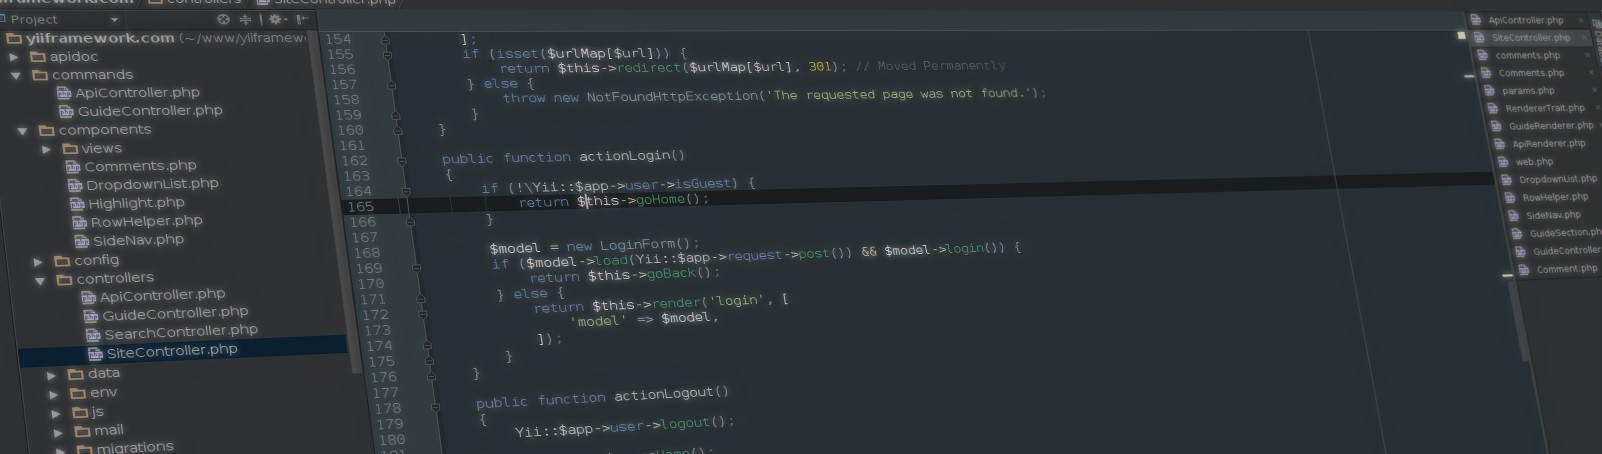 controllers
SiteController.php
Project
yiiframework.com (~/www/yiiframew
apidoc
commands
ApiController.php
GuideController.php
components
views
Comments.php
DropdownList.php
Highlight.php
RowHelper.php
SideNav.php
config
controllers
ApiController.php
GuideController.php
SearchController.php
SiteController.php
data
env
js
mail
migrations
154 ];
155 if (isset($urlMap[$url])) {
156 return $this->redirect($urlMap[$url], 301); // Moved Permanently
157 } else {
158 throw new NotFoundHttpException('The requested page was not found.');
159 }
160 }
161
162 public function actionLogin()
163 {
164 if (!\Yii::$app->user->isGuest) {
165 return $this->goHome();
166 }
167
168 $model = new LoginForm();
169 if ($model->load(Yii::$app->request->post()) && $model->login()) {
170 return $this->goBack();
171 } else {
172 return $this->render('login', [
173 'model' => $model,
174 ]);
175 }
176 }
177
178 public function actionLogout()
179 {
180 Yii::$app->user->logout();
ApiController.php
SiteController.php
comments.php
Comments.php
params.php
RendererTrait.php
GuideRenderer.php
ApiRenderer.php
web.php
DropdownList.php
RowHelper.php
SideNav.php
GuideSection.ph
GuideController
Comment.php